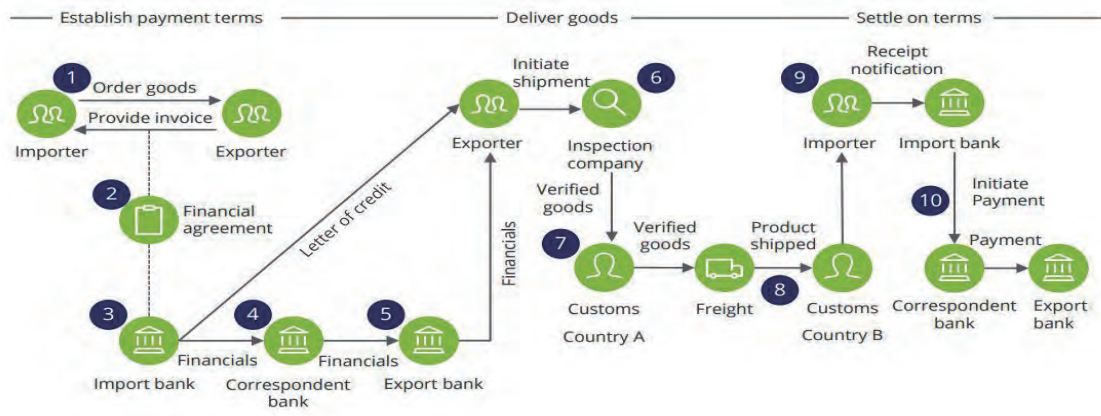 Establish payment terms
Deliver goods
Settle on terms
1
Order goods
Provide invoice
Importer
Exporter
2
Financial
agreement
3
Import bank
Financials
4
Correspondent
bank
Financials
5
Export bank
Letter of credit
Financials
Exporter
Initiate
shipment
6
Inspection
company
Verified
goods
7
Customs
Country A
Verified
goods
Freight
Product
shipped
8
Customs
Country B
9
Importer
Receipt
notification
Import bank
10
Initiate
Payment
Correspondent
bank
Payment
Export
bank